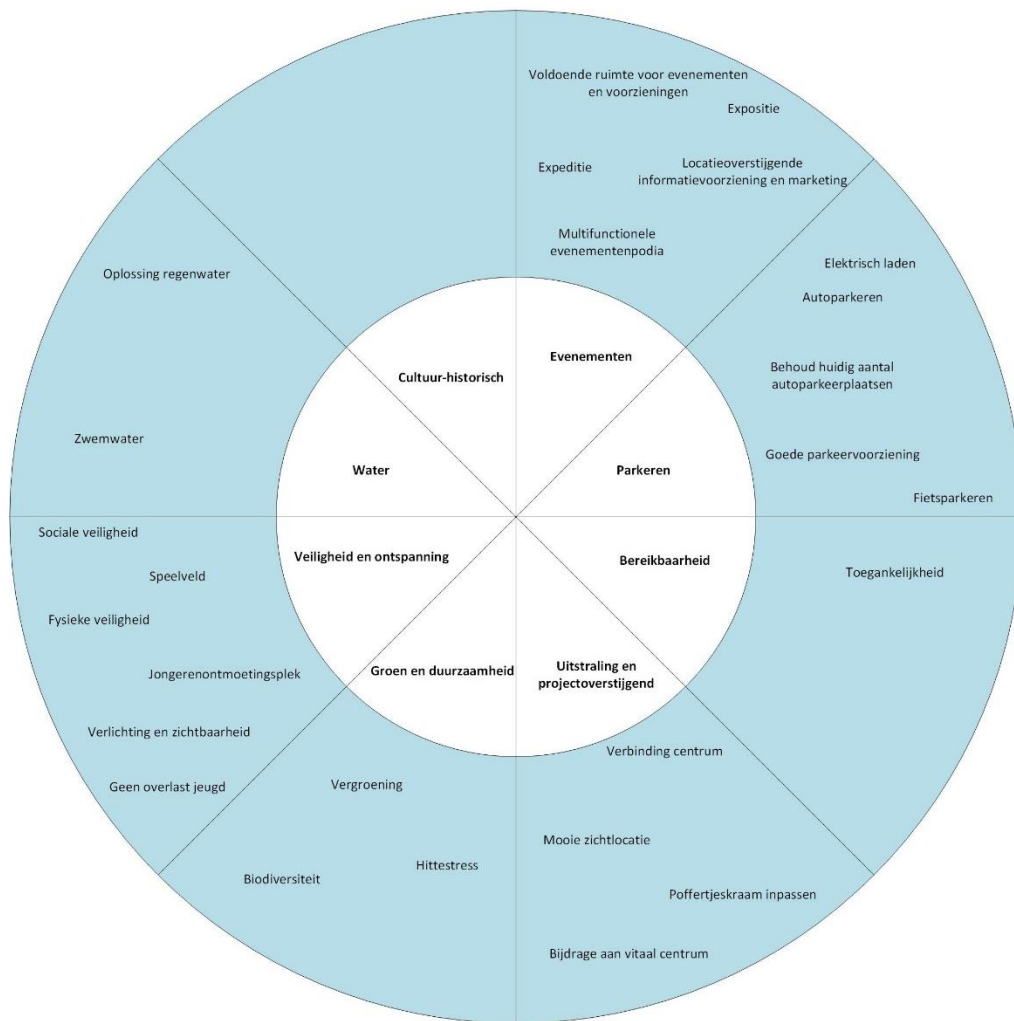 Voldoende ruimte voor evenementen
en voorzieningen
Expositie
Expeditie
Locatieoverstijgende
informatievoorziening en marketing
Multifunctionele
evenementenpodia
Elektrisch laden
Autoparkeren
Behoud huidig aantal
autoparkeerplaatsen
Goede parkeervoorziening
Fietsparkeren
Oplossing regenwater
Zwemwater
Cultuur-historisch
Evenementen
Water
Parkeren
Veiligheid en ontspanning
Bereikbaarheid
Groen en duurzaamheid
Uitstraling en
projectoverstijgend
Toegankelijkheid
Sociale veiligheid
Speelveld
Fysieke veiligheid
Jongerenontmoetingsplek
Verlichting en zichtbaarheid
Geen overlast jeugd
Vergroening
Hittestress
Biodiversiteit
Verbinding centrum
Mooie zichtlocatie
Poffertjeskraam inpassen
Bijdrage aan vitaal centrum